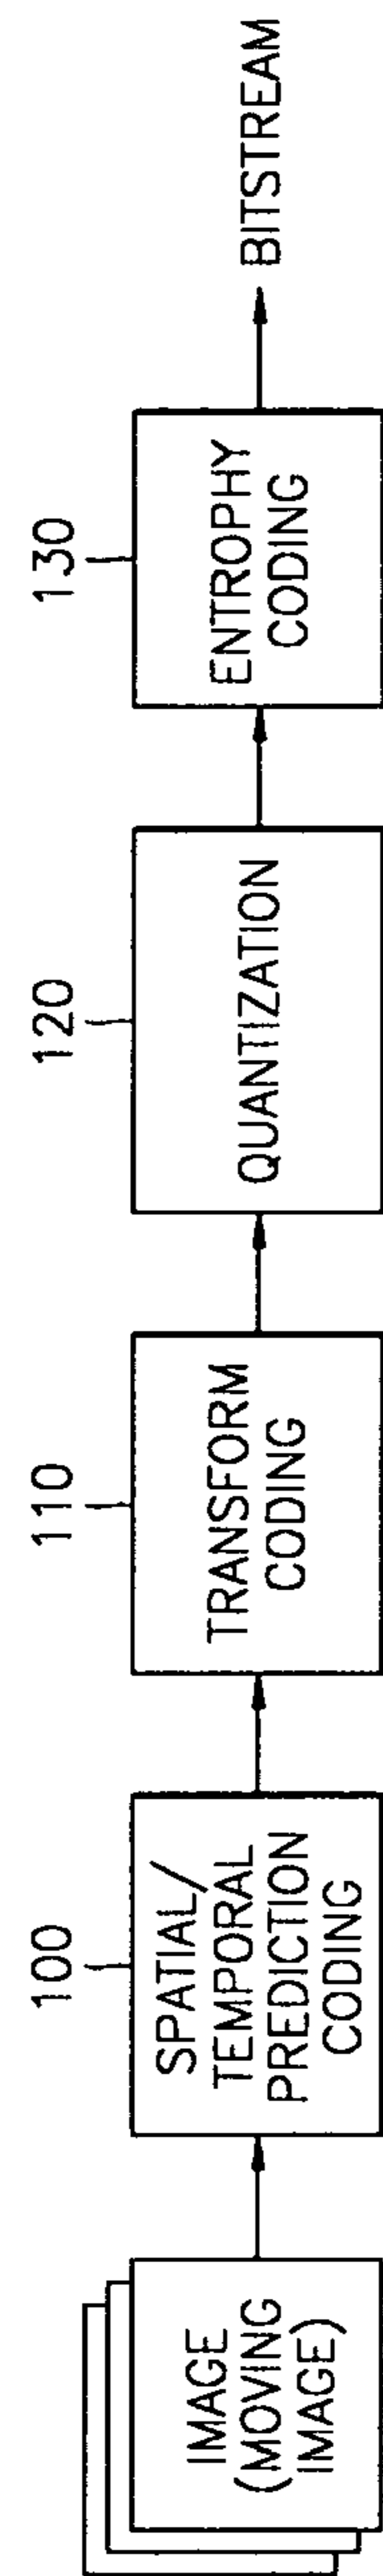 IMAGE
(MOVING
IMAGE)
100
SPATIAL/
TEMPORAL
PREDICTION
CODING
110
TRANSFORM
CODING
120
QUANTIZATION
130
ENTROPHY
CODING
BITSTREAM